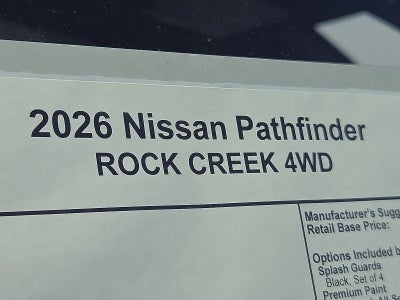 2026 Nissan Pathfinder
ROCK CREEK 4WD
Manufacturer's Sugg
Retail Base Price:
Options Included b
Splash Guards
Black, Set of 4
Premium Paint